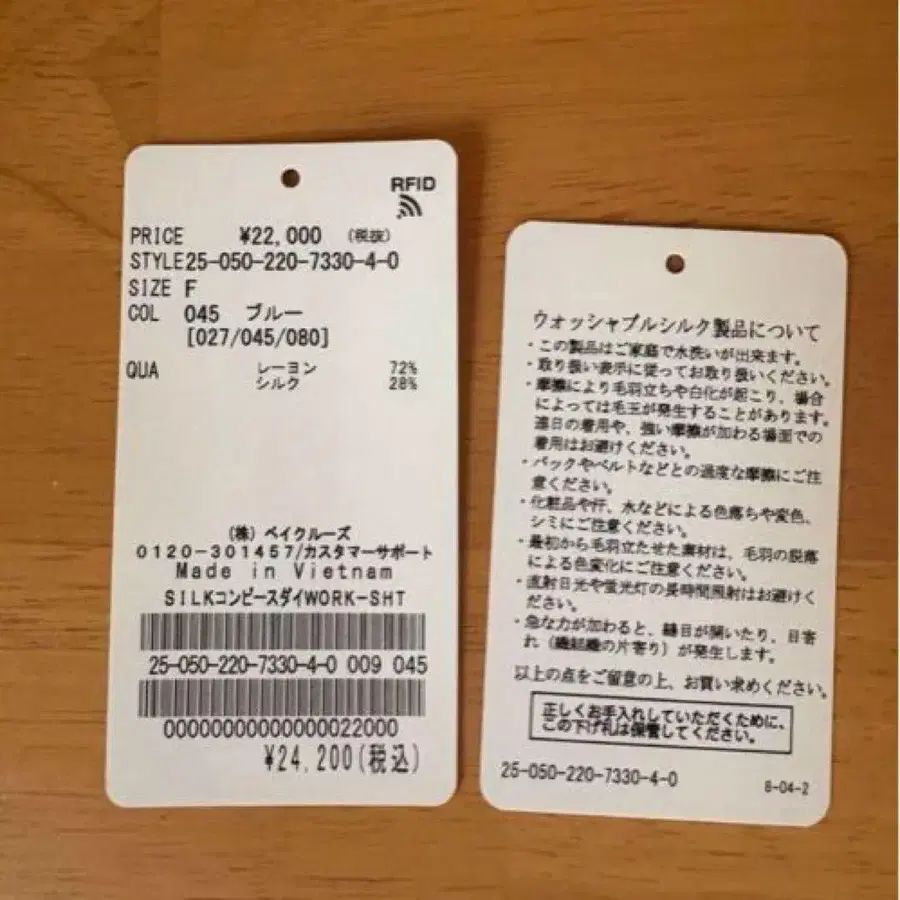 RFID
PRICE ¥22,000 (税抜)
STYLE25-050-220-7330-4-0
SIZE F
COL 045 ブルー
[027/045/080]
QUA レーヨン 72%
シルク 28%
(株) ベイクルーズ
0120-301457/カスタマーサポート
Made in Vietnam
SILKコンピースダイWORK-SHT
25-050-220-7330-4-0 009 045
00000000000000022000
¥24,200(税込)
ウォッシャブルシルク製品について
・この製品はご家庭で水洗いが出来ます。
・取り扱い表示に従ってお取り扱いください。
・摩擦により毛羽立ちや白化が起こり、場合
によっては毛玉が発生することがあります。
連日の着用や、強い摩擦が加わる場面での
着用はお避けください。
・バックやベルトなどとの過度な摩擦にご注
意ください。
・化粧品や汗、水などによる色落ちや変色、
シミにご注意ください。
・最初から毛羽立たせた素材は、毛羽の脱落
による色変化にご注意ください。
・直射日光や蛍光灯の長時間照射はお避けく
ださい。
・急な力が加わると、縫目が開いたり、目寄
れ（繊組織の片寄り）が発生します。
以上の点をご留意の上、お買い求めください。
正しくお手入れしていただくために、
この下げ札は保管してください。
25-050-220-7330-4-0
8-04-2